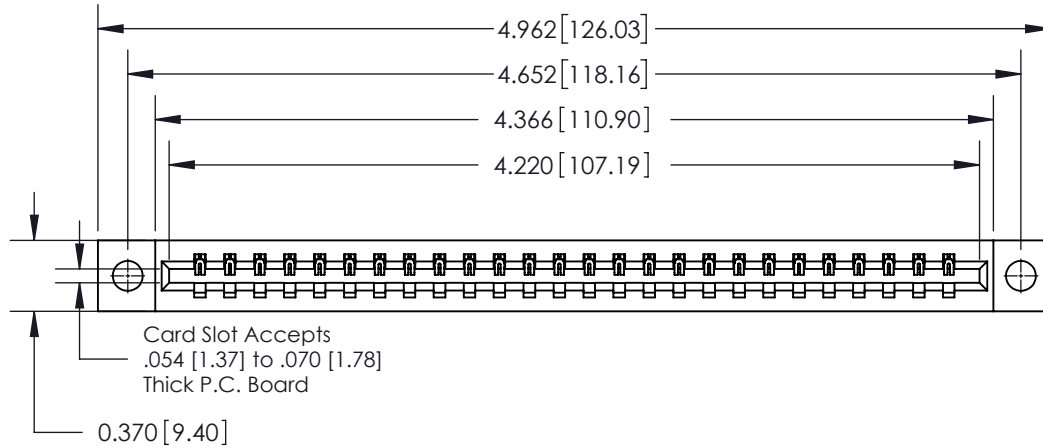 4.962 [126.03]
4.652 [118.16]
4.366 [110.90]
4.220 [107.19]
Card Slot Accepts
.054 [1.37] to .070 [1.78]
Thick P.C. Board
0.370 [9.40]